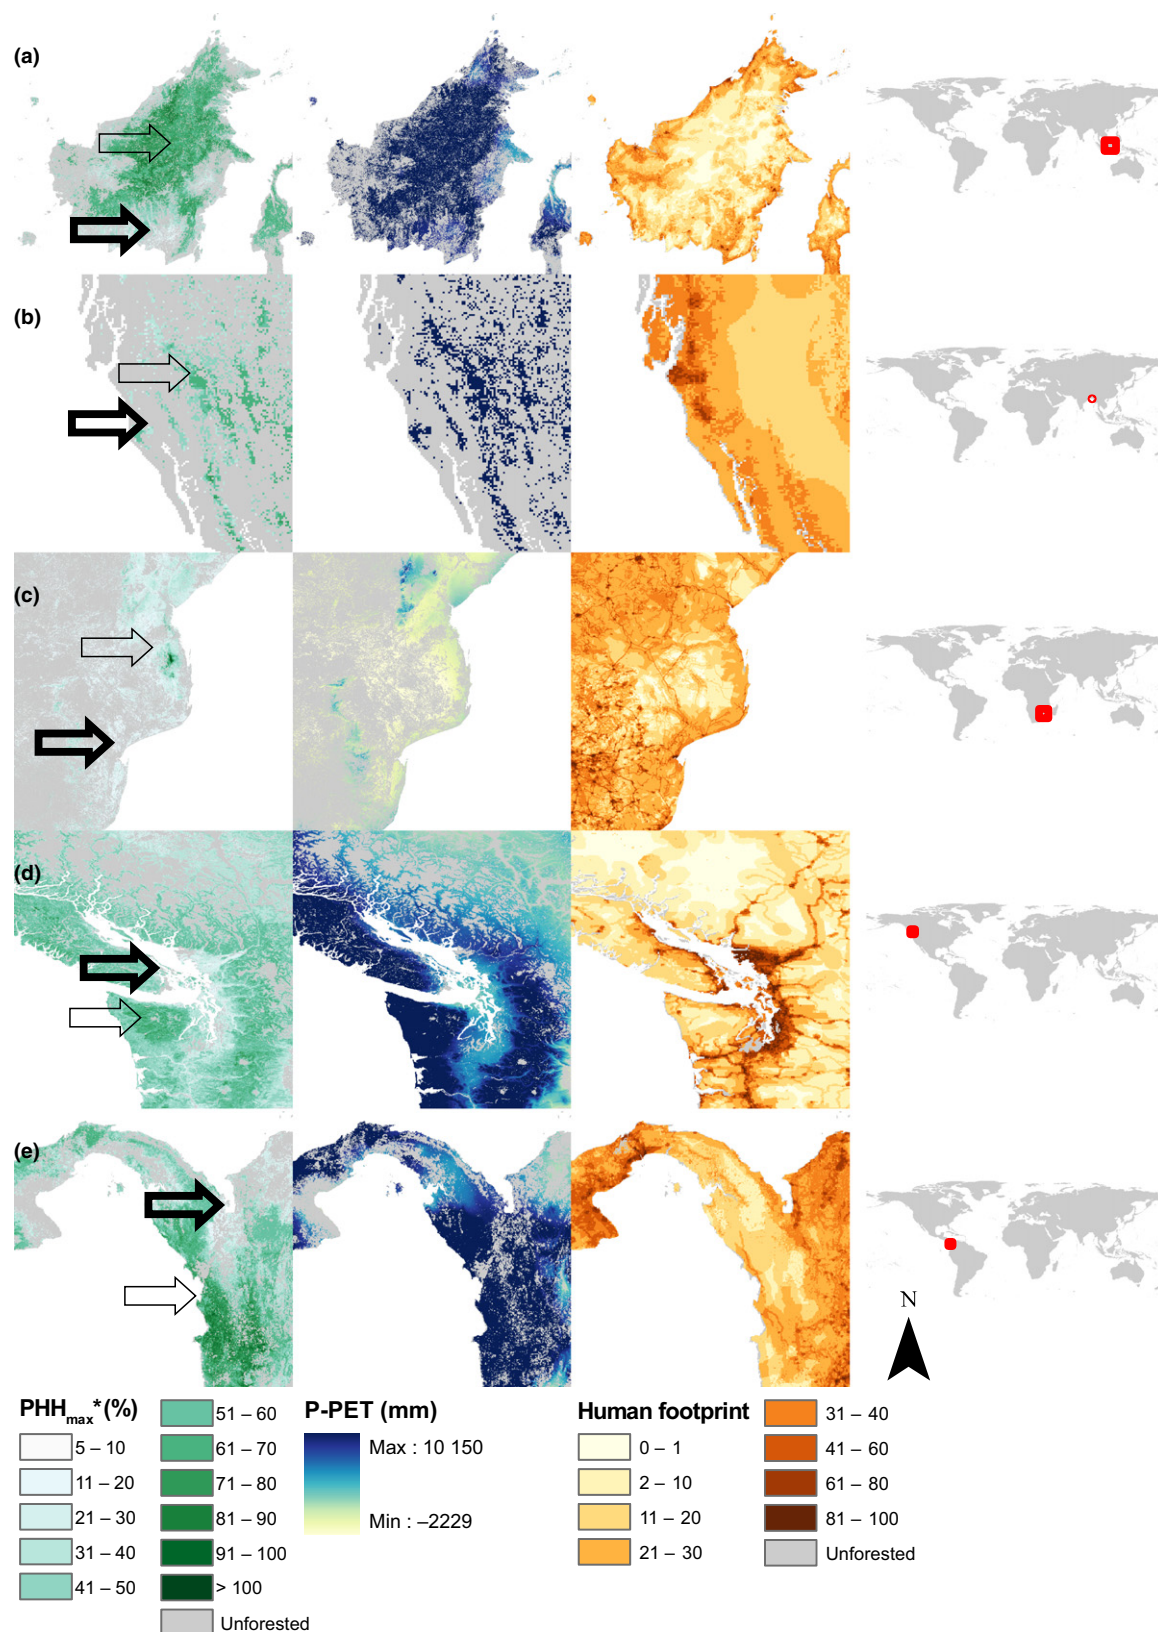 (a)
(b)
(c)
(d)
(e)
N
PHHmax*(%)
5 – 10
11 – 20
21 – 30
31 – 40
41 – 50
51 – 60
61 – 70
71 – 80
81 – 90
91 – 100
> 100
Unforested
P-PET (mm)
Max : 10 150
Min : –2229
Human footprint
0 – 1
2 – 10
11 – 20
21 – 30
31 – 40
41 – 60
61 – 80
81 – 100
Unforested